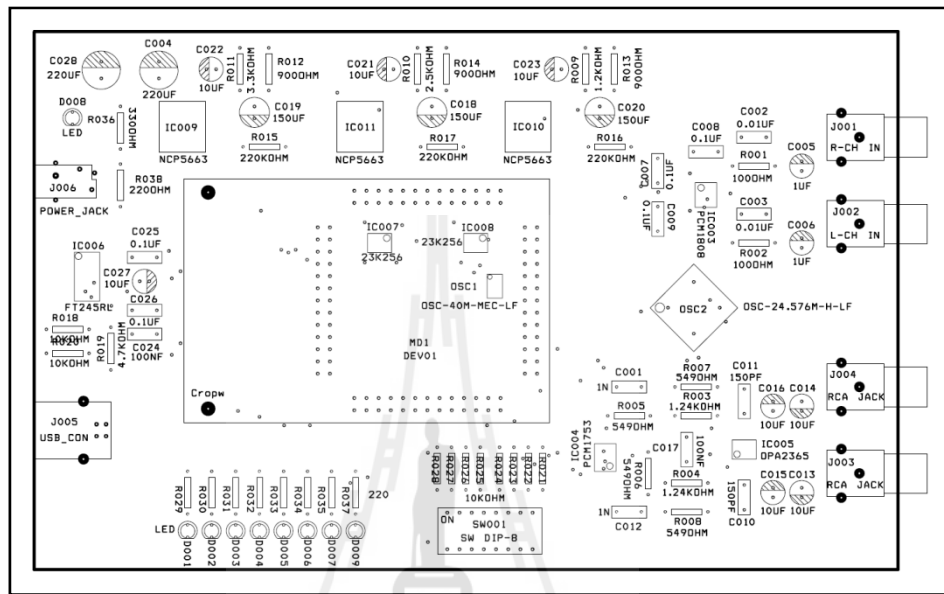 C028
220UF
C004
220UF
C022
10UF
R011
3.3KOHM
R012
900OHM
C019
150UF
C021
10UF
R010
2.5KOHM
R014
900OHM
C018
150UF
C023
10UF
R009
1.2KOHM
R013
900OHM
C020
150UF
D008
LED
R036
330OHM
IC009
NCP5663
R015
220KOHM
IC011
NCP5663
R017
220KOHM
IC010
NCP5663
R016
220KOHM
C002
0.01UF
C008
0.1UF
C005
1UF
R001
100OHM
J001
R-CH IN
C007
0.1UF
C009
0.1UF
IC003
PCM1808
C003
0.01UF
C006
1UF
R002
100OHM
J002
L-CH IN
J006
POWER_JACK
R038
220OHM
IC006
FT245RL
C025
0.1UF
C027
10UF
C026
0.1UF
C024
100NF
R018
10KOHM
R020
10KOHM
R019
4.7KOHM
IC007
23K256
IC008
23K256
OSC1
OSC-40M-MEC-LF
MD1
DEV01
Cropw
OSC2
OSC-24.576M-H-LF
J005
USB_CON
C001
1N
R005
549OHM
R007
549OHM
R003
1.24KOHM
C011
150PF
C016
10UF
C014
10UF
J004
RCA JACK
IC004
PCM1753
R006
549OHM
C017
100NF
R004
1.24KOHM
IC005
OPA2365
C015
10UF
C013
10UF
J003
RCA JACK
C012
1N
R008
549OHM
C010
150PF
R028
R027
R026
R025
R024
R023
R022
R021
10KOHM
ON
SW001
SW DIP-8
R029
R030
R031
R032
R033
R034
R035
R037
220
LED
D001
D002
D003
D004
D005
D006
D007
D009